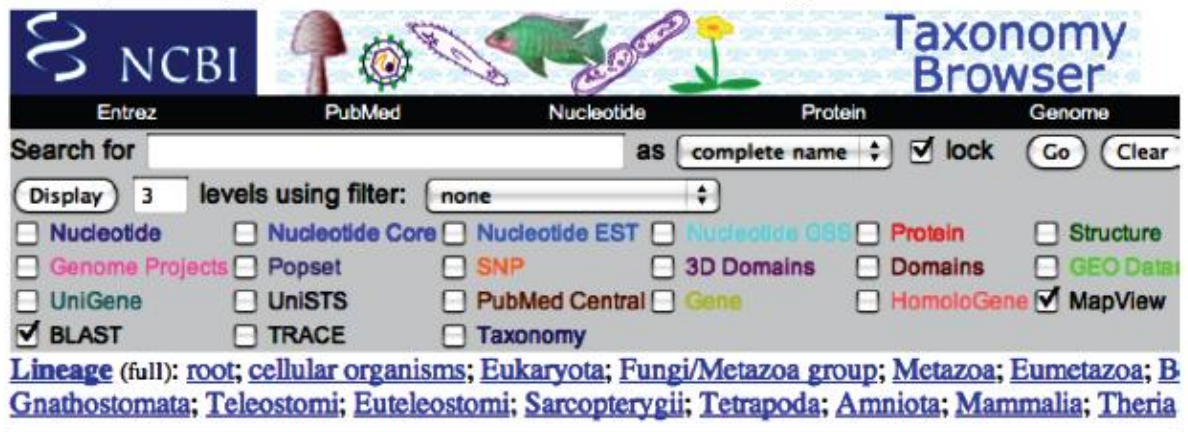 NCBI
Taxonomy
Browser
Entrez PubMed Nucleotide Protein Genome
Search for as complete name lock Go Clear
Display 3 levels using filter: none
Nucleotide Nucleotide Core Nucleotide EST Nucleotide GSS Protein Structure
Genome Projects Popset SNP 3D Domains Domains GEO
UniGene UniSTS PubMed Central Gene HomoloGene MapView
BLAST TRACE Taxonomy
Lineage (full): root; cellular organisms; Eukaryota; Fungi/Metazoa group; Metazoa; Eumetazoa; B
Gnathostomata; Teleostomi; Euteleostomi; Sarcopterygii; Tetrapoda; Amniota; Mammalia; Theria